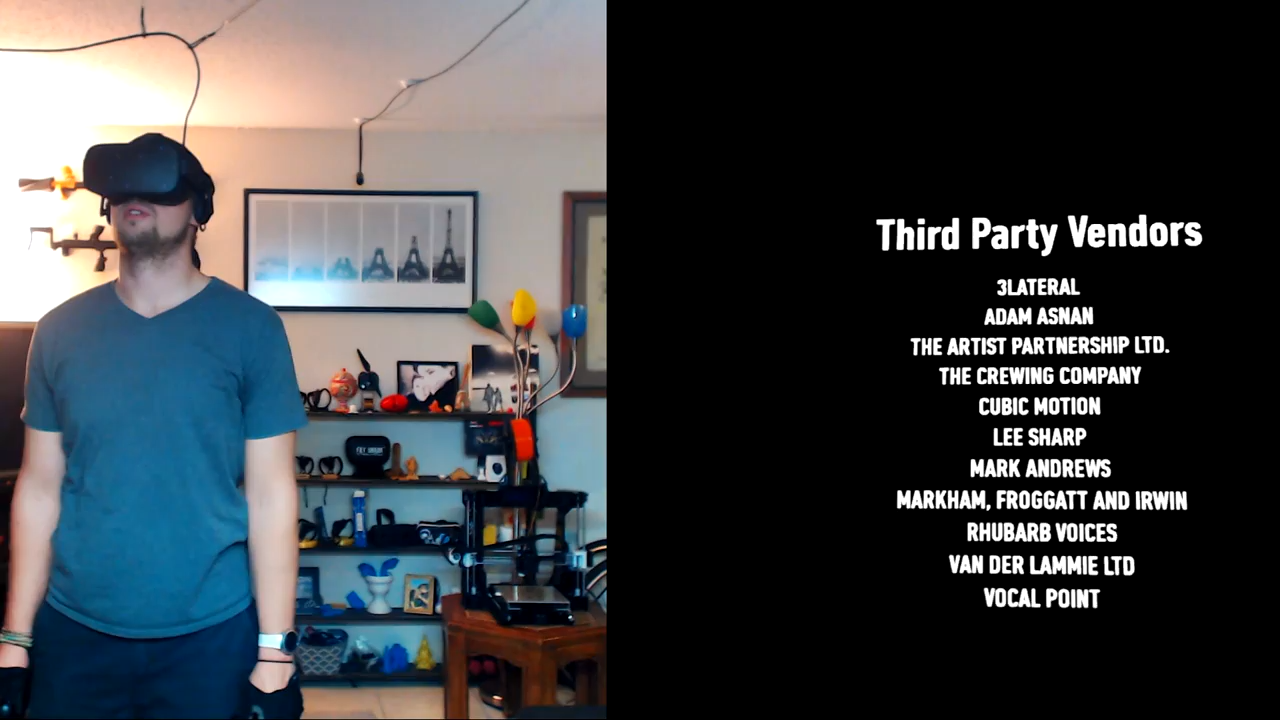 Third Party Vendors
3LATERAL
ADAM ASNAN
THE ARTIST PARTNERSHIP LTD.
THE CREWING COMPANY
CUBIC MOTION
LEE SHARP
MARK ANDREWS
MARKHAM, FROGGATT AND IRWIN
RHUBARB VOICES
VAN DER LAMMIE LTD
VOCAL POINT